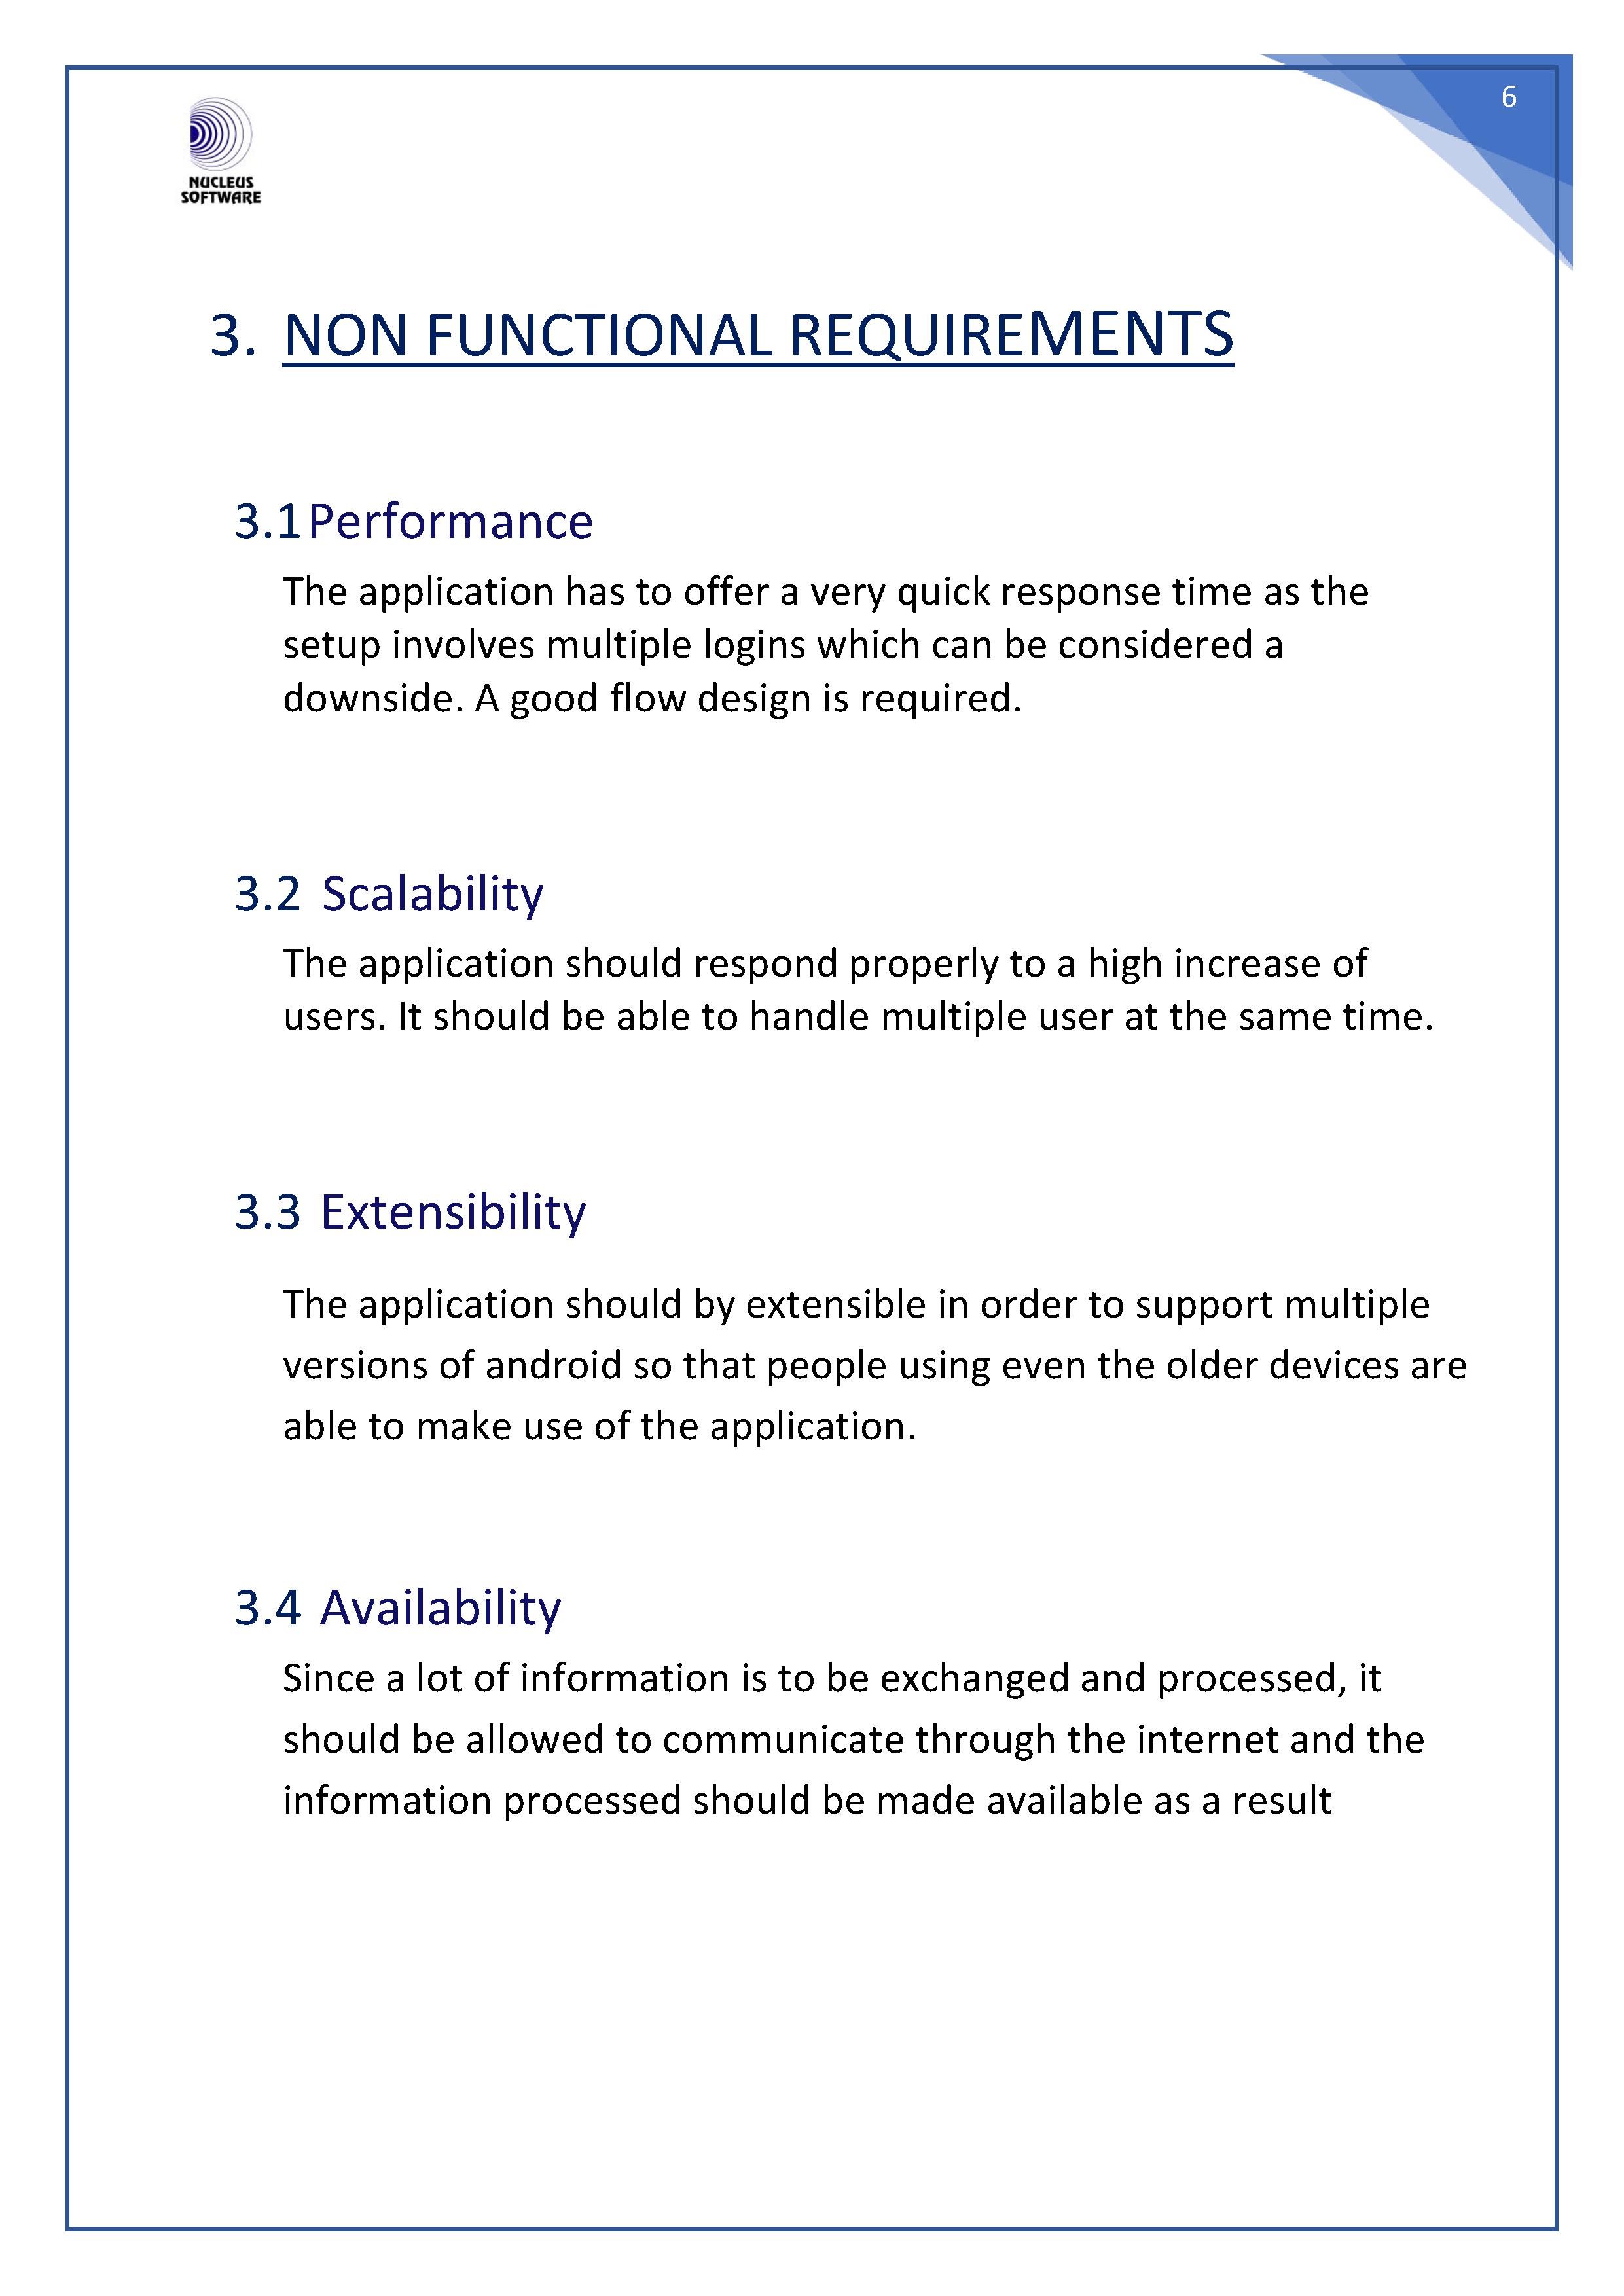 6
NUCLEUS
SOFTWARE
3. NON FUNCTIONAL REQUIREMENTS
3.1 Performance
The application has to offer a very quick response time as the
setup involves multiple logins which can be considered a
downside. A good flow design is required.
3.2 Scalability
The application should respond properly to a high increase of
users. It should be able to handle multiple user at the same time.
3.3 Extensibility
The application should by extensible in order to support multiple
versions of android so that people using even the older devices are
able to make use of the application.
3.4 Availability
Since a lot of information is to be exchanged and processed, it
should be allowed to communicate through the internet and the
information processed should be made available as a result